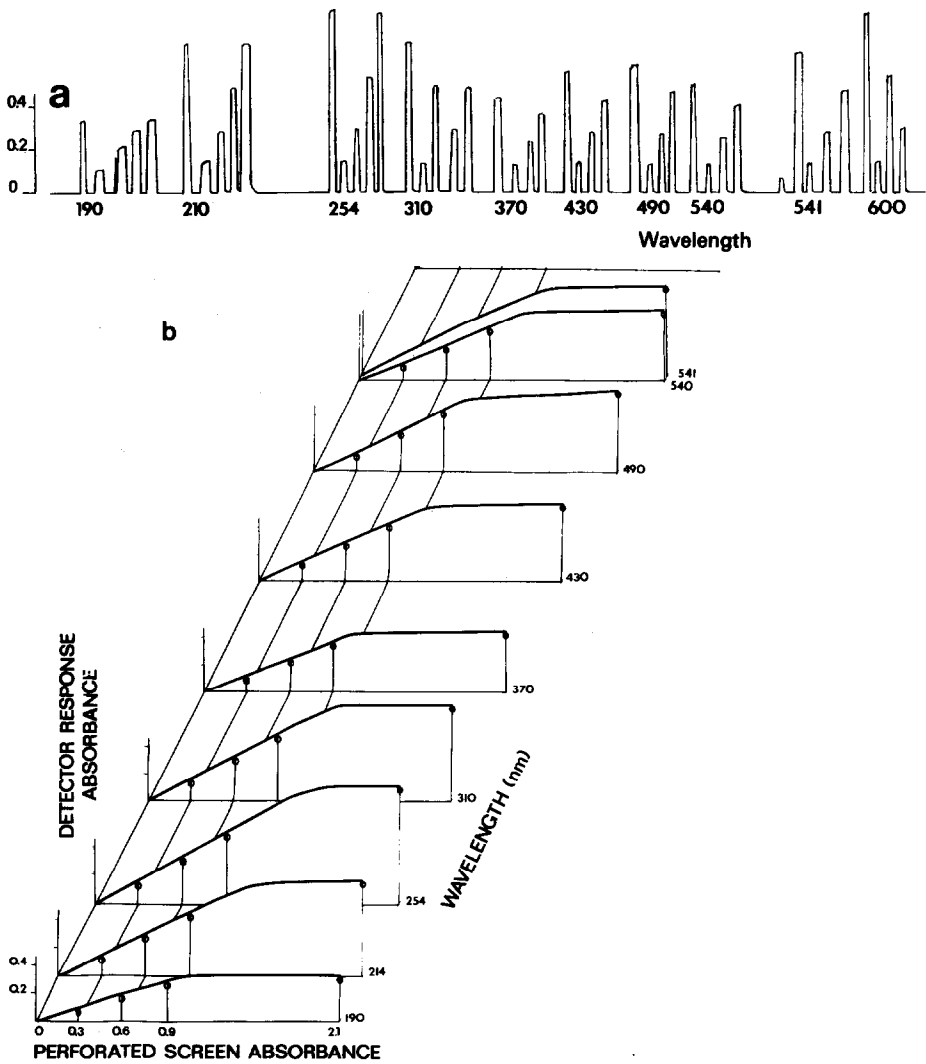 a
0.4
0.2
0
190 210 254 310 370 430 490 540 541 600
Wavelength
b
541
540
490
430
370
310
254
214
190
DETECTOR RESPONSE
ABSORBANCE
WAVELENGTH (nm)
0.4
0.2
0 0.3 0.6 0.9 2.1
PERFORATED SCREEN ABSORBANCE